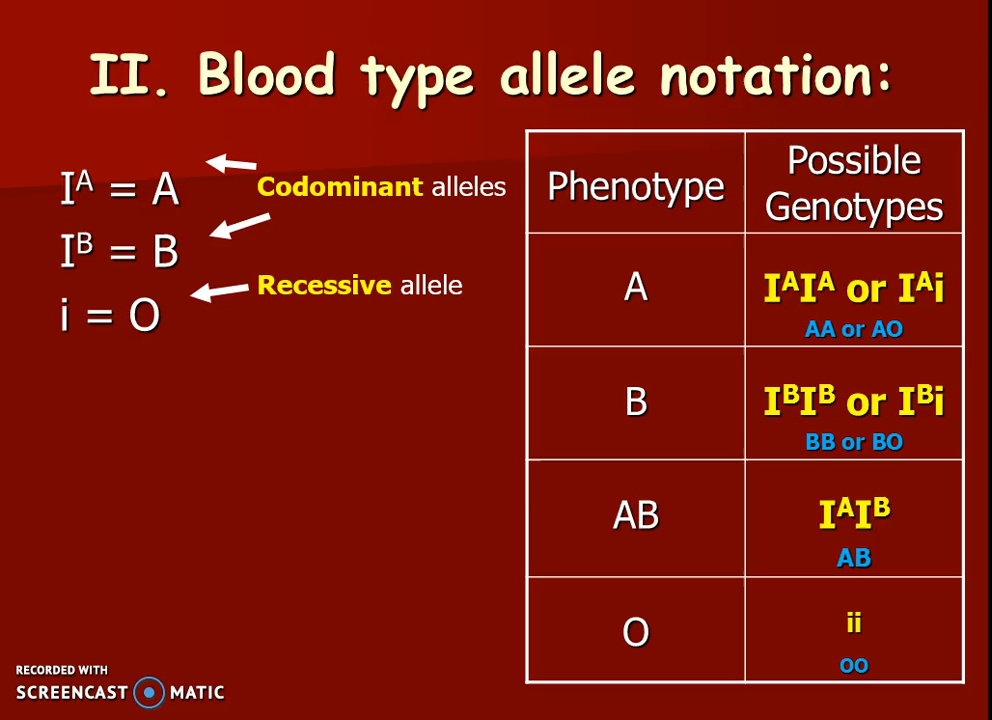 II. Blood type allele notation:
Iᴬ = A
Codominant alleles
Iᴮ = B
Recessive allele
i = O
Phenotype
Possible
Genotypes
A
IᴬIᴬ or Iᴬi
AA or AO
B
IᴮIᴮ or Iᴮi
BB or BO
AB
IᴬIᴮ
AB
O
ii
OO
RECORDED WITH
SCREENCAST MATIC